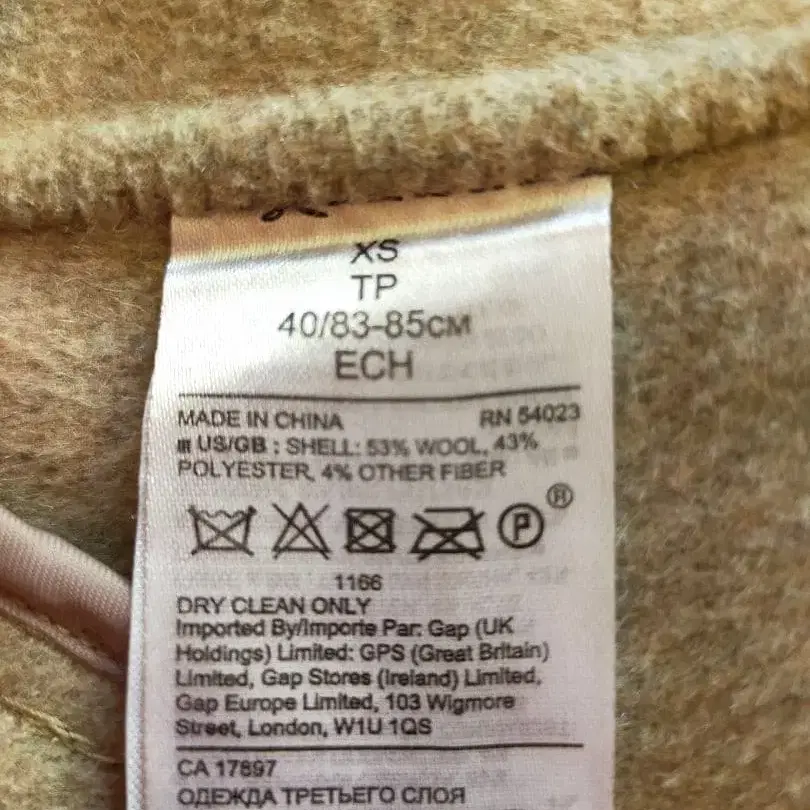 XS
TP
40/83-85CM
ECH
MADE IN CHINA RN 54023
US/GB : SHELL: 53% WOOL, 43%
POLYESTER, 4% OTHER FIBER
P ®
1166
DRY CLEAN ONLY
Imported By/Importe Par: Gap (UK
Holdings) Limited: GPS (Great Britain)
Limited, Gap Stores (Ireland) Limited,
Gap Europe Limited, 103 Wigmore
Street, London, W1U 1QS
CA 17897
ОДЕЖДА ТРЕТЬЕГО СЛОЯ